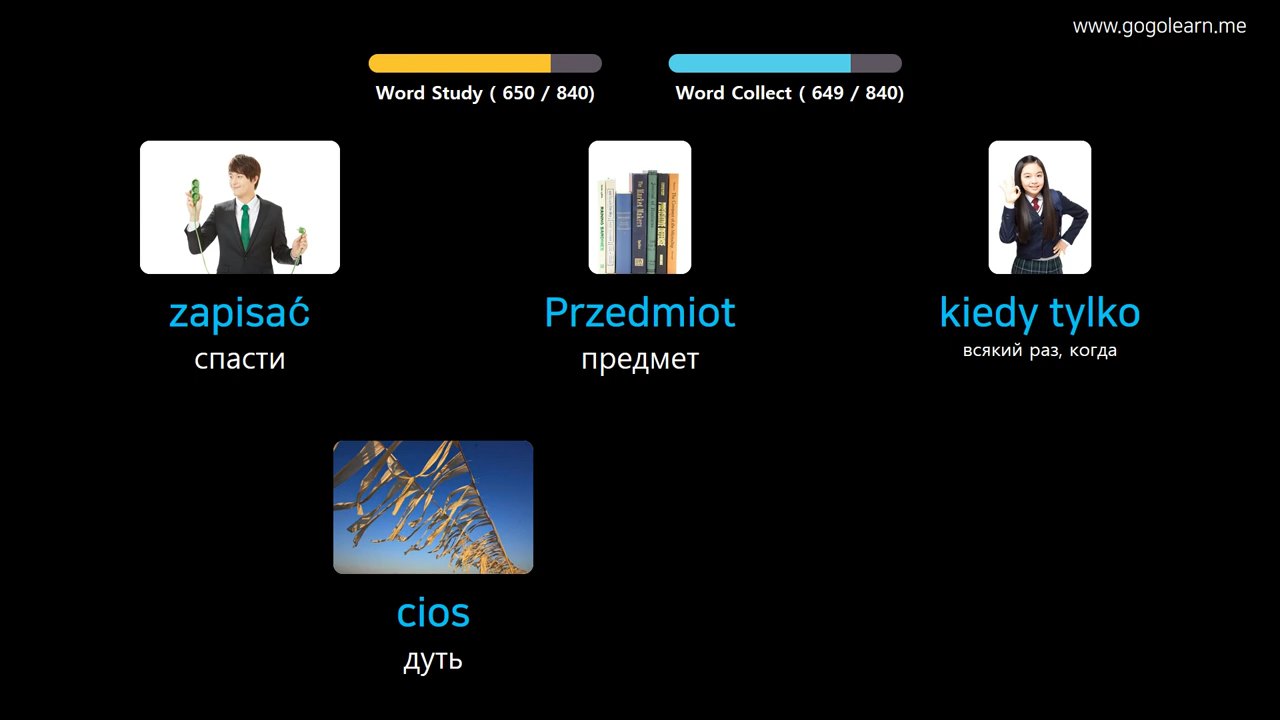 www.gogolearn.me
Word Study ( 650 / 840)
Word Collect ( 649 / 840)
zapisać
спасти
Przedmiot
предмет
kiedy tylko
всякий раз, когда
cios
дуть